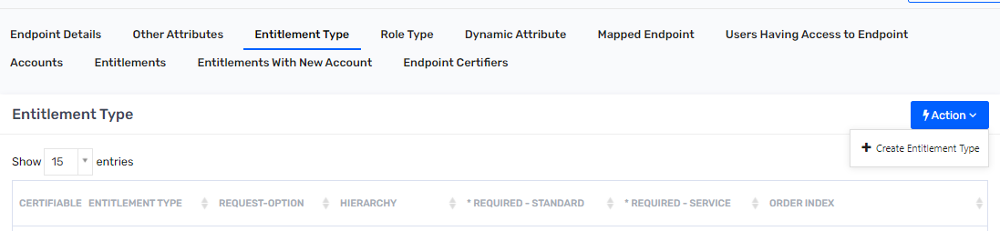 Endpoint Details Other Attributes Entitlement Type Role Type Dynamic Attribute Mapped Endpoint Users Having Access to Endpoint
Accounts Entitlements Entitlements With New Account Endpoint Certifiers
Entitlement Type Action
Create Entitlement Type
Show 15 entries
CERTIFIABLE ENTITLEMENT TYPE REQUEST-OPTION HIERARCHY * REQUIRED - STANDARD * REQUIRED - SERVICE ORDER INDEX